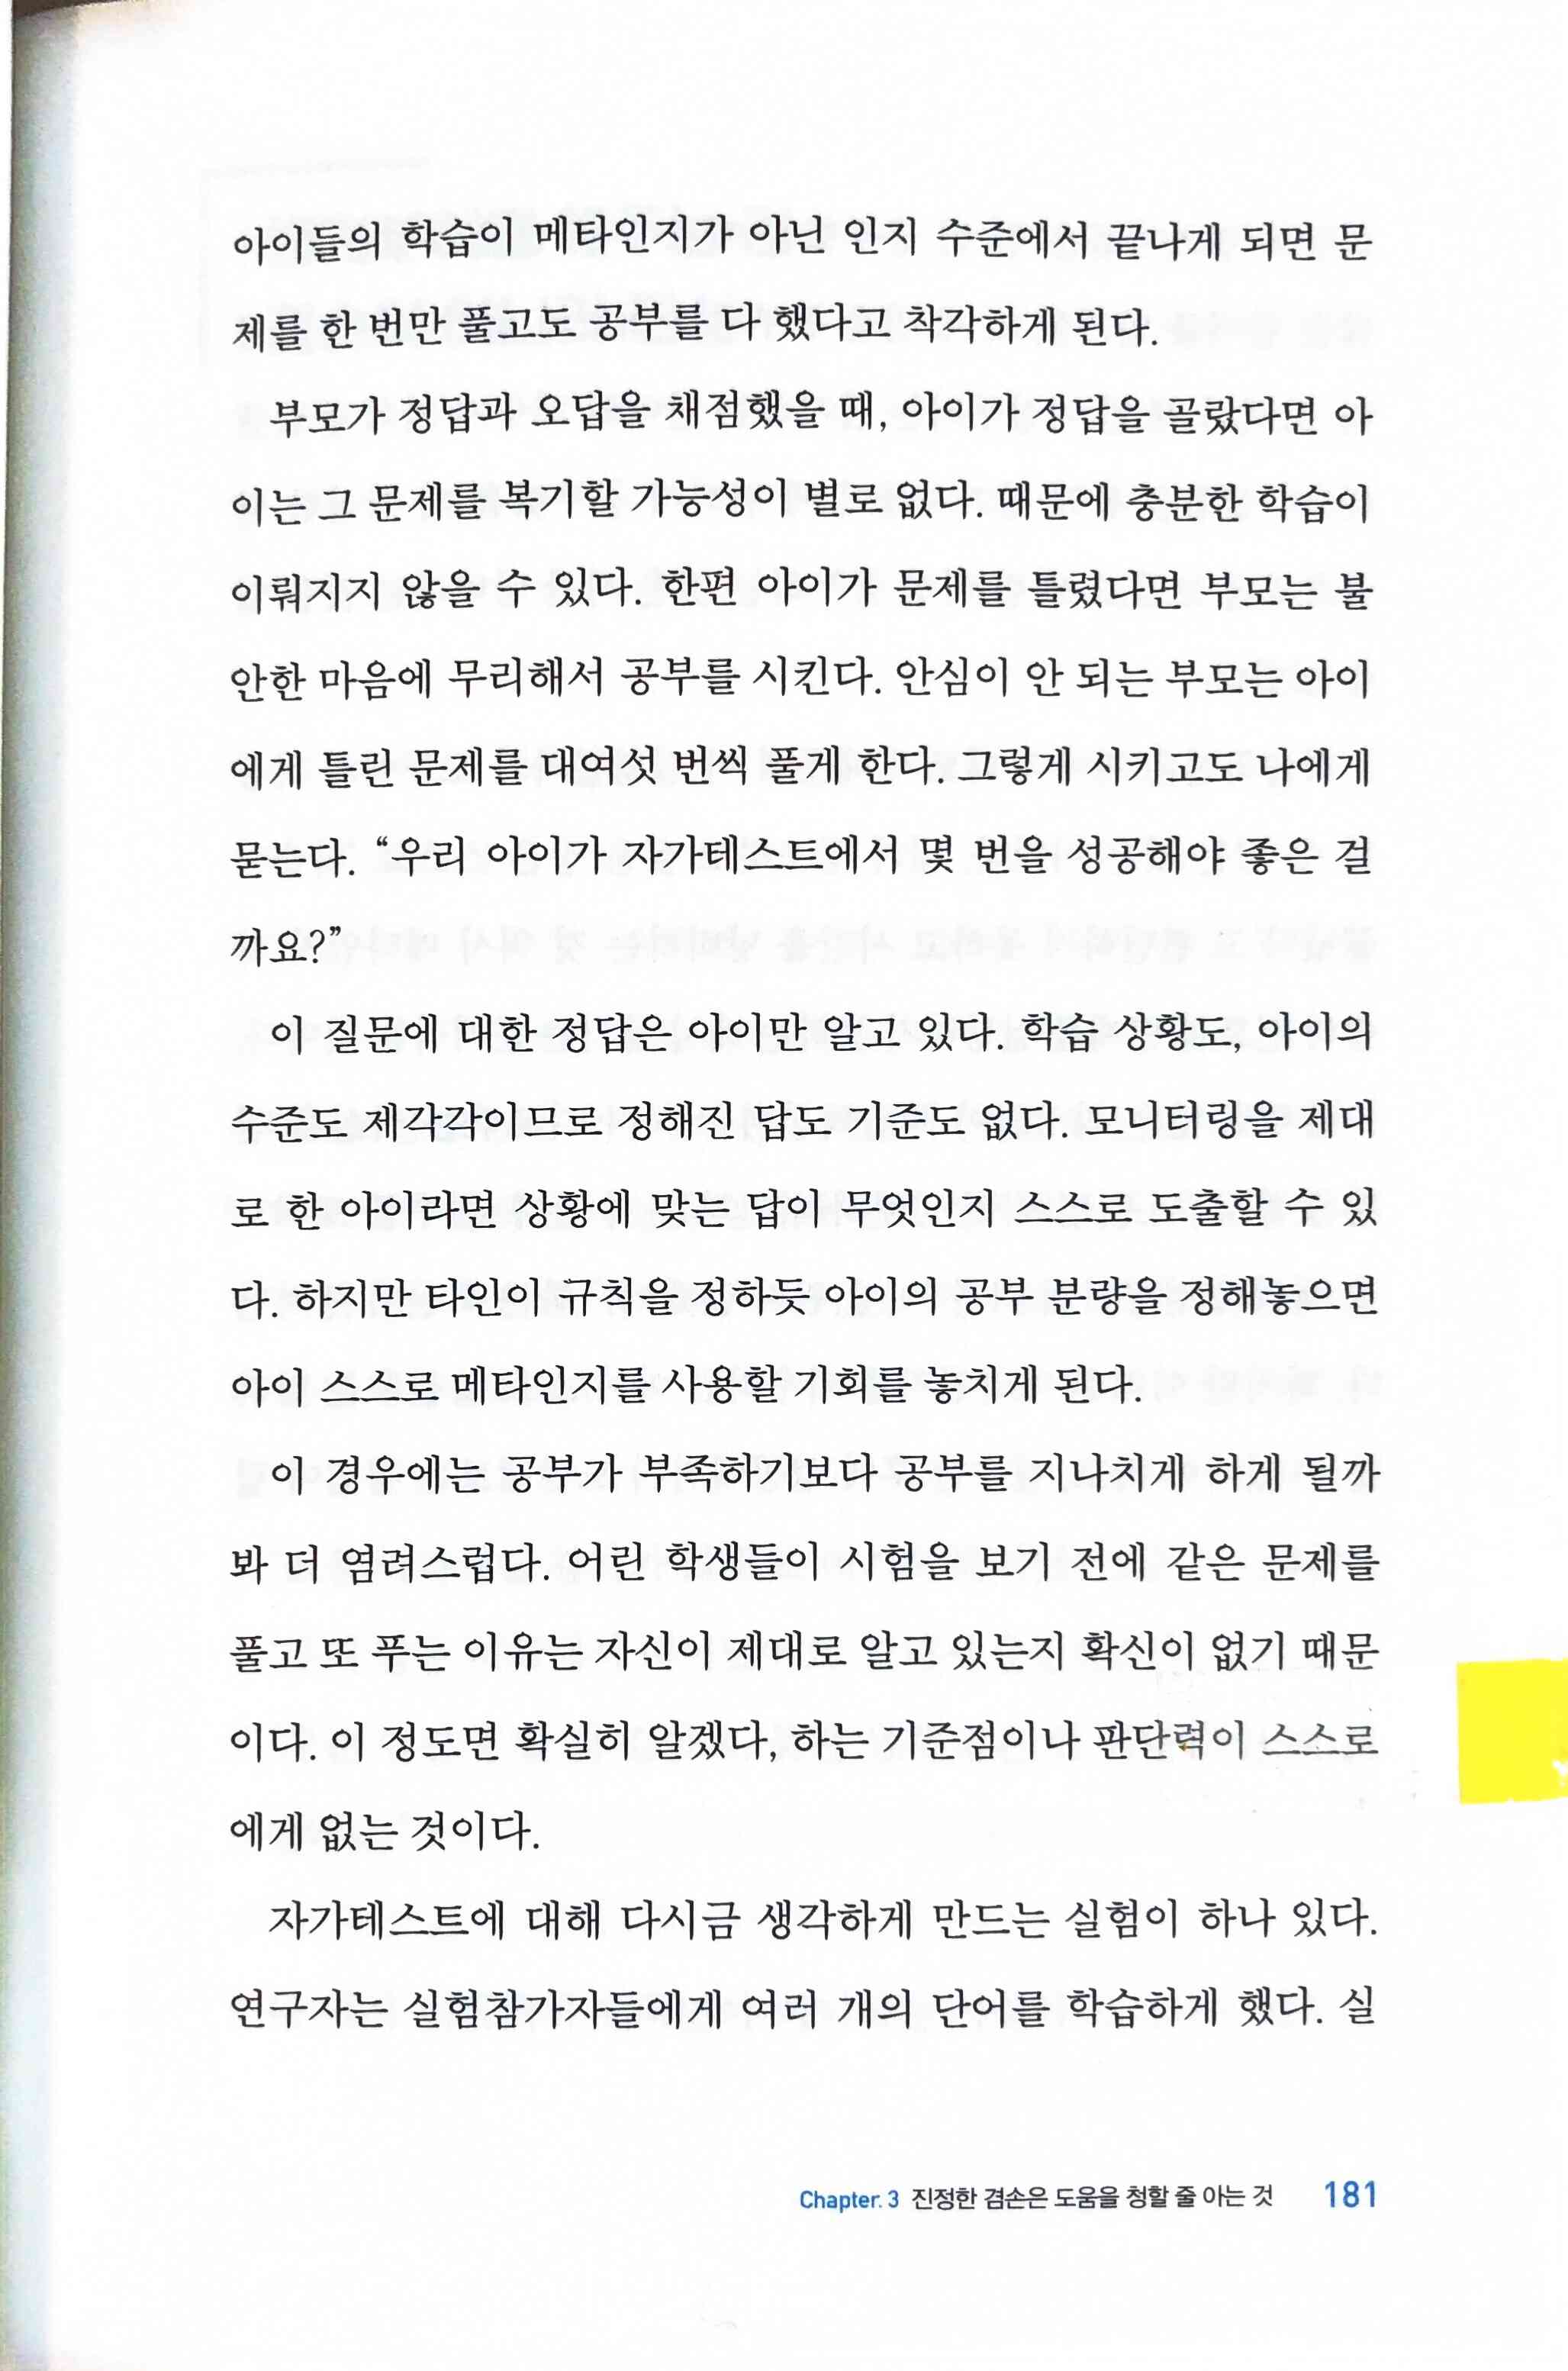 아이들의 학습이 메타인지가 아닌 인지 수준에서 끝나게 되면 문
제를 한 번만 풀고도 공부를 다 했다고 착각하게 된다.
부모가 정답과 오답을 채점했을 때, 아이가 정답을 골랐다면 아
이는 그 문제를 복기할 가능성이 별로 없다. 때문에 충분한 학습이
이뤄지지 않을 수 있다. 한편 아이가 문제를 틀렸다면 부모는 불
안한 마음에 무리해서 공부를 시킨다. 안심이 안 되는 부모는 아이
에게 틀린 문제를 대여섯 번씩 풀게 한다. 그렇게 시키고도 나에게
묻는다. “우리 아이가 자가테스트에서 몇 번을 성공해야 좋은 걸
까요?”
이 질문에 대한 정답은 아이만 알고 있다. 학습 상황도, 아이의
수준도 제각각이므로 정해진 답도 기준도 없다. 모니터링을 제대
로 한 아이라면 상황에 맞는 답이 무엇인지 스스로 도출할 수 있
다. 하지만 타인이 규칙을 정하듯 아이의 공부 분량을 정해놓으면
아이 스스로 메타인지를 사용할 기회를 놓치게 된다.
이 경우에는 공부가 부족하기보다 공부를 지나치게 하게 될까
봐 더 염려스럽다. 어린 학생들이 시험을 보기 전에 같은 문제를
풀고 또 푸는 이유는 자신이 제대로 알고 있는지 확신이 없기 때문
이다. 이 정도면 확실히 알겠다, 하는 기준점이나 판단력이 스스로
에게 없는 것이다.
자가테스트에 대해 다시금 생각하게 만드는 실험이 하나 있다.
연구자는 실험참가자들에게 여러 개의 단어를 학습하게 했다. 실
Chapter. 3 진정한 겸손은 도움을 청할 줄 아는 것 181